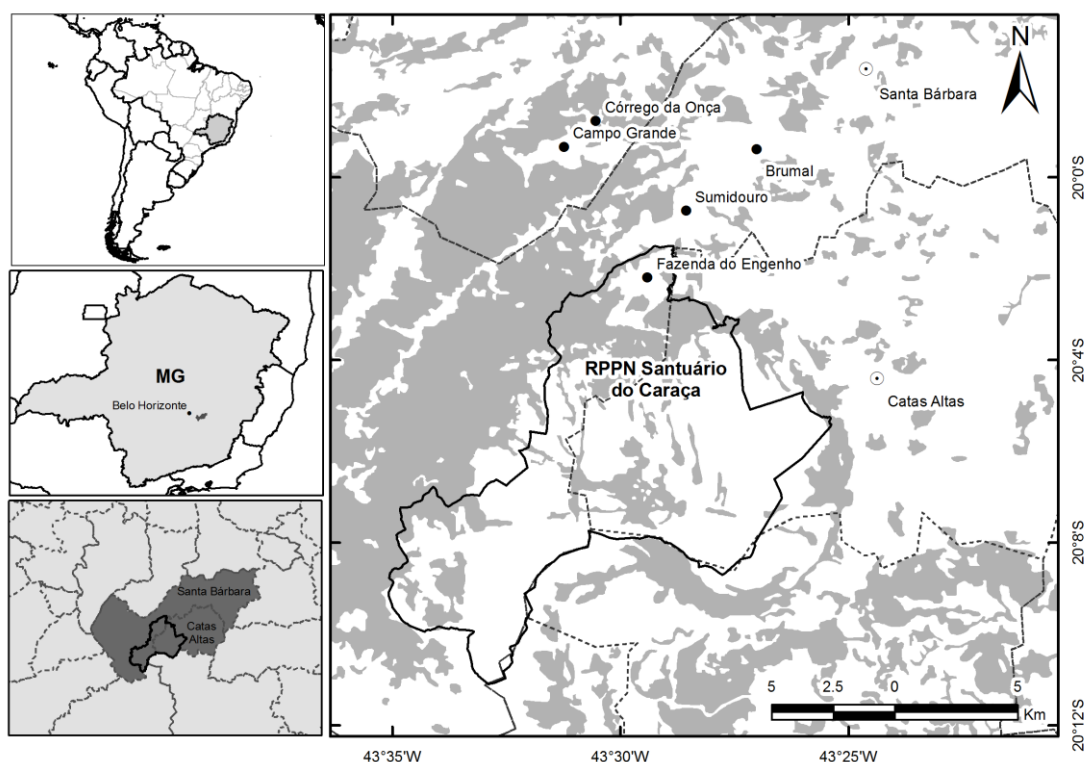 MG
Belo Horizonte
Santa Bárbara
Catas
Altas
N
Santa Bárbara
Córrego da Onça
Campo Grande
Brumal
Sumidouro
Fazenda do Engenho
RPPN Santuário
do Caraça
Catas Altas
20°0'S
20°4'S
20°8'S
20°12'S
5 2.5 0 5
Km
43°35'W 43°30'W 43°25'W